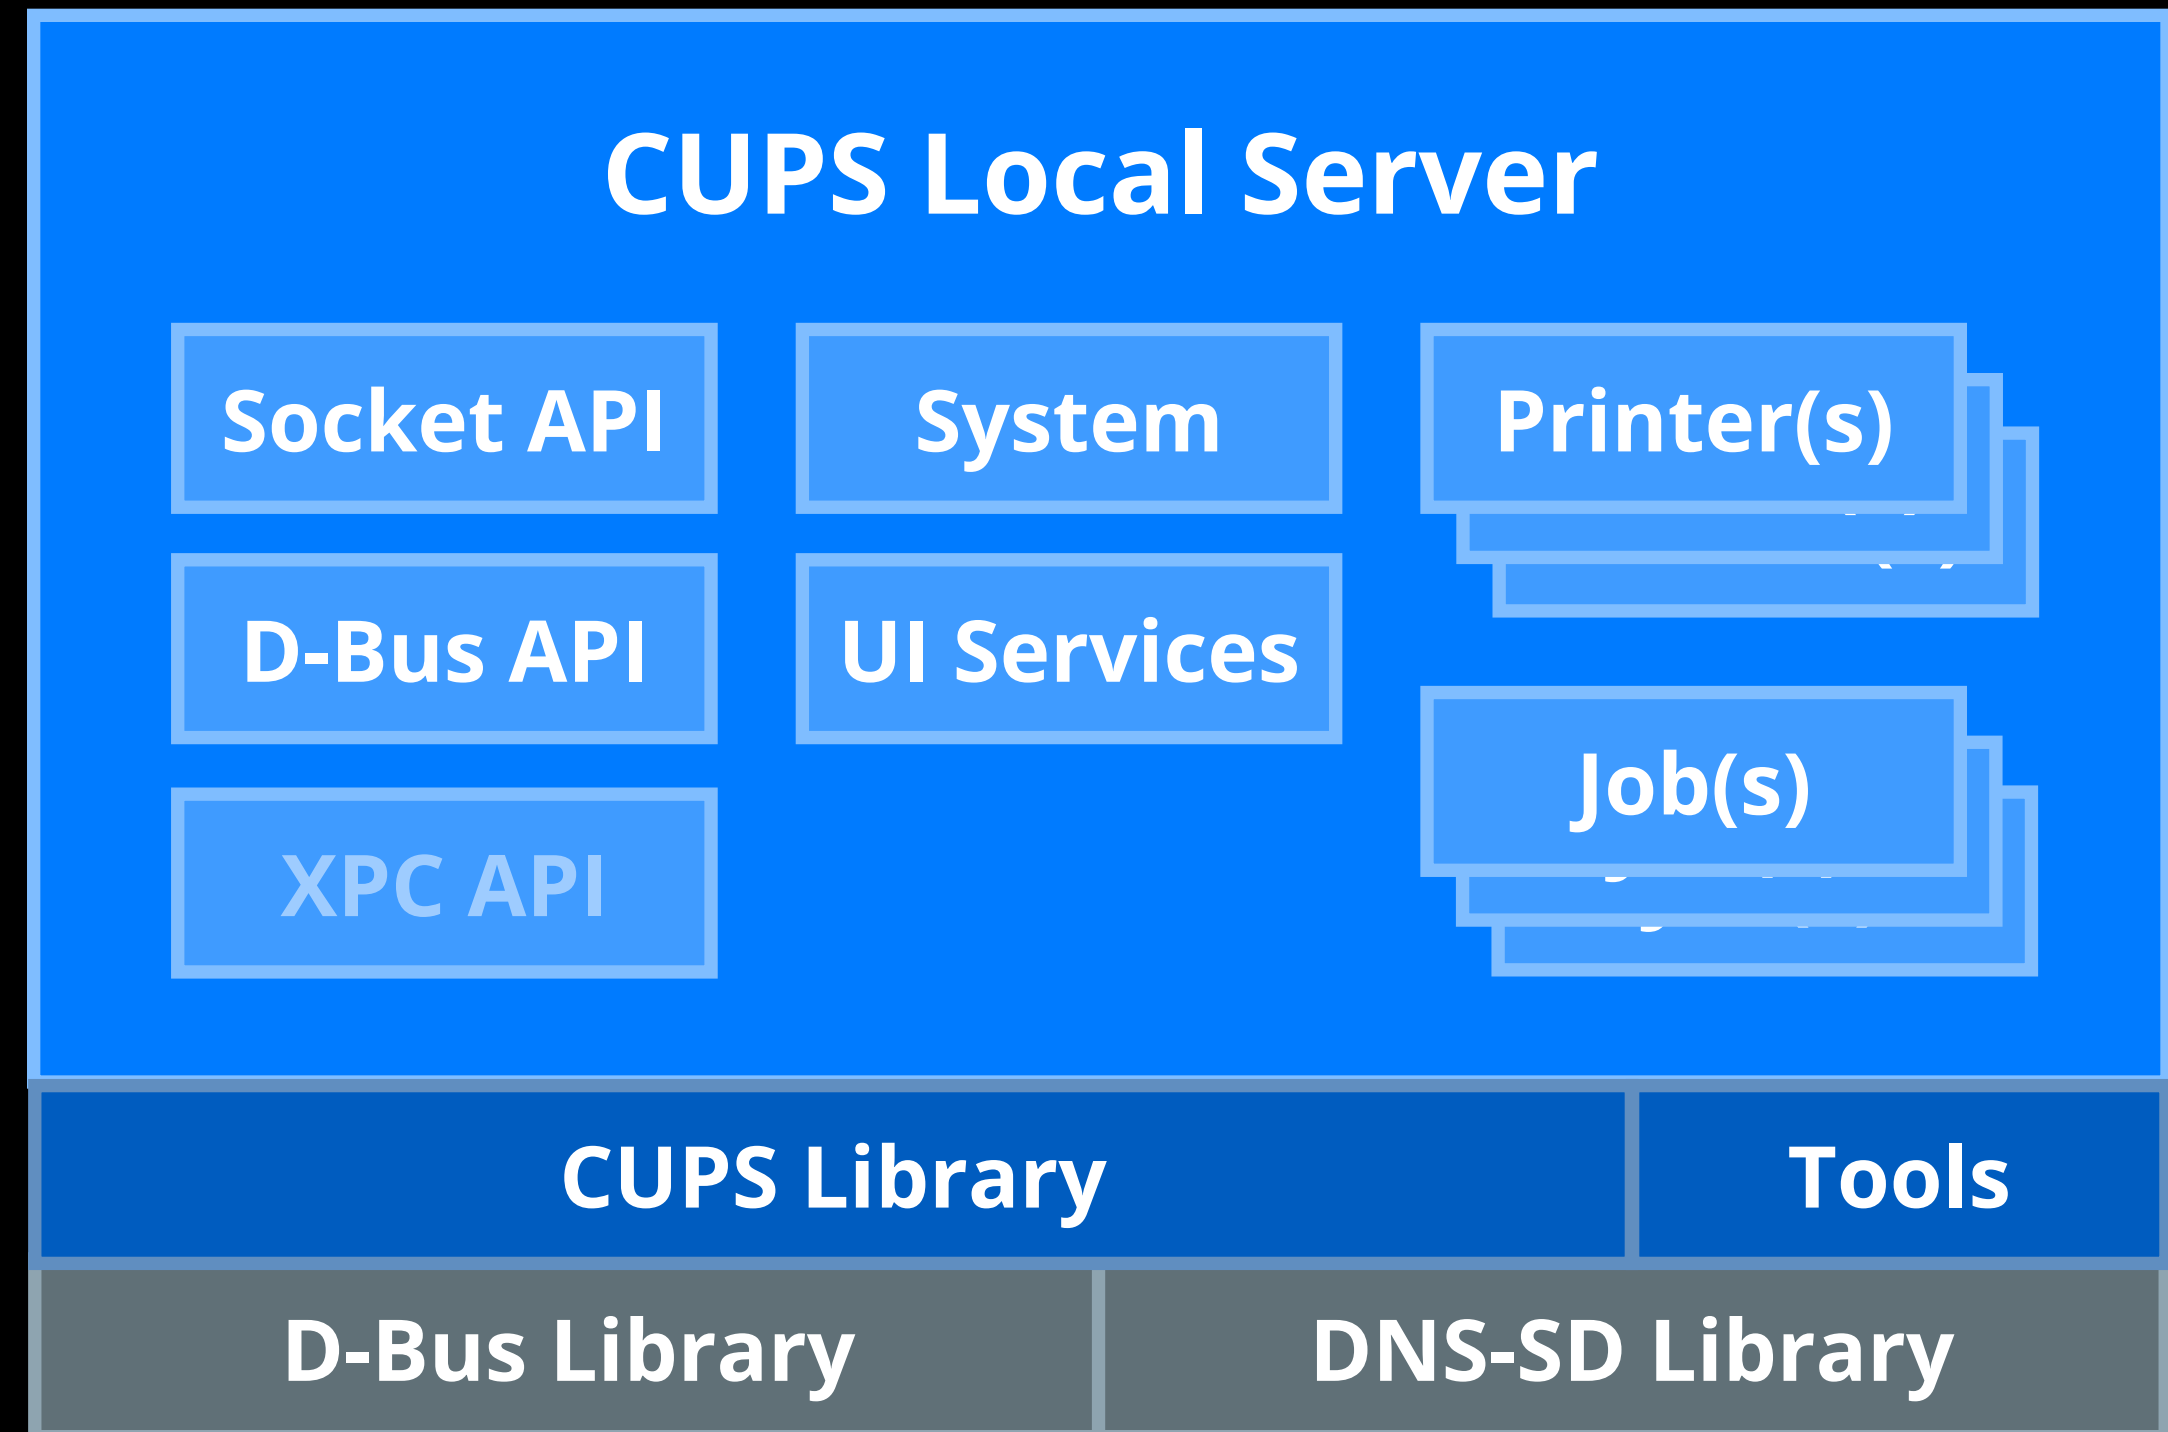 CUPS Local Server
Socket API
System
Printer(s)
D-Bus API
UI Services
Job(s)
XPC API
CUPS Library
Tools
D-Bus Library
DNS-SD Library